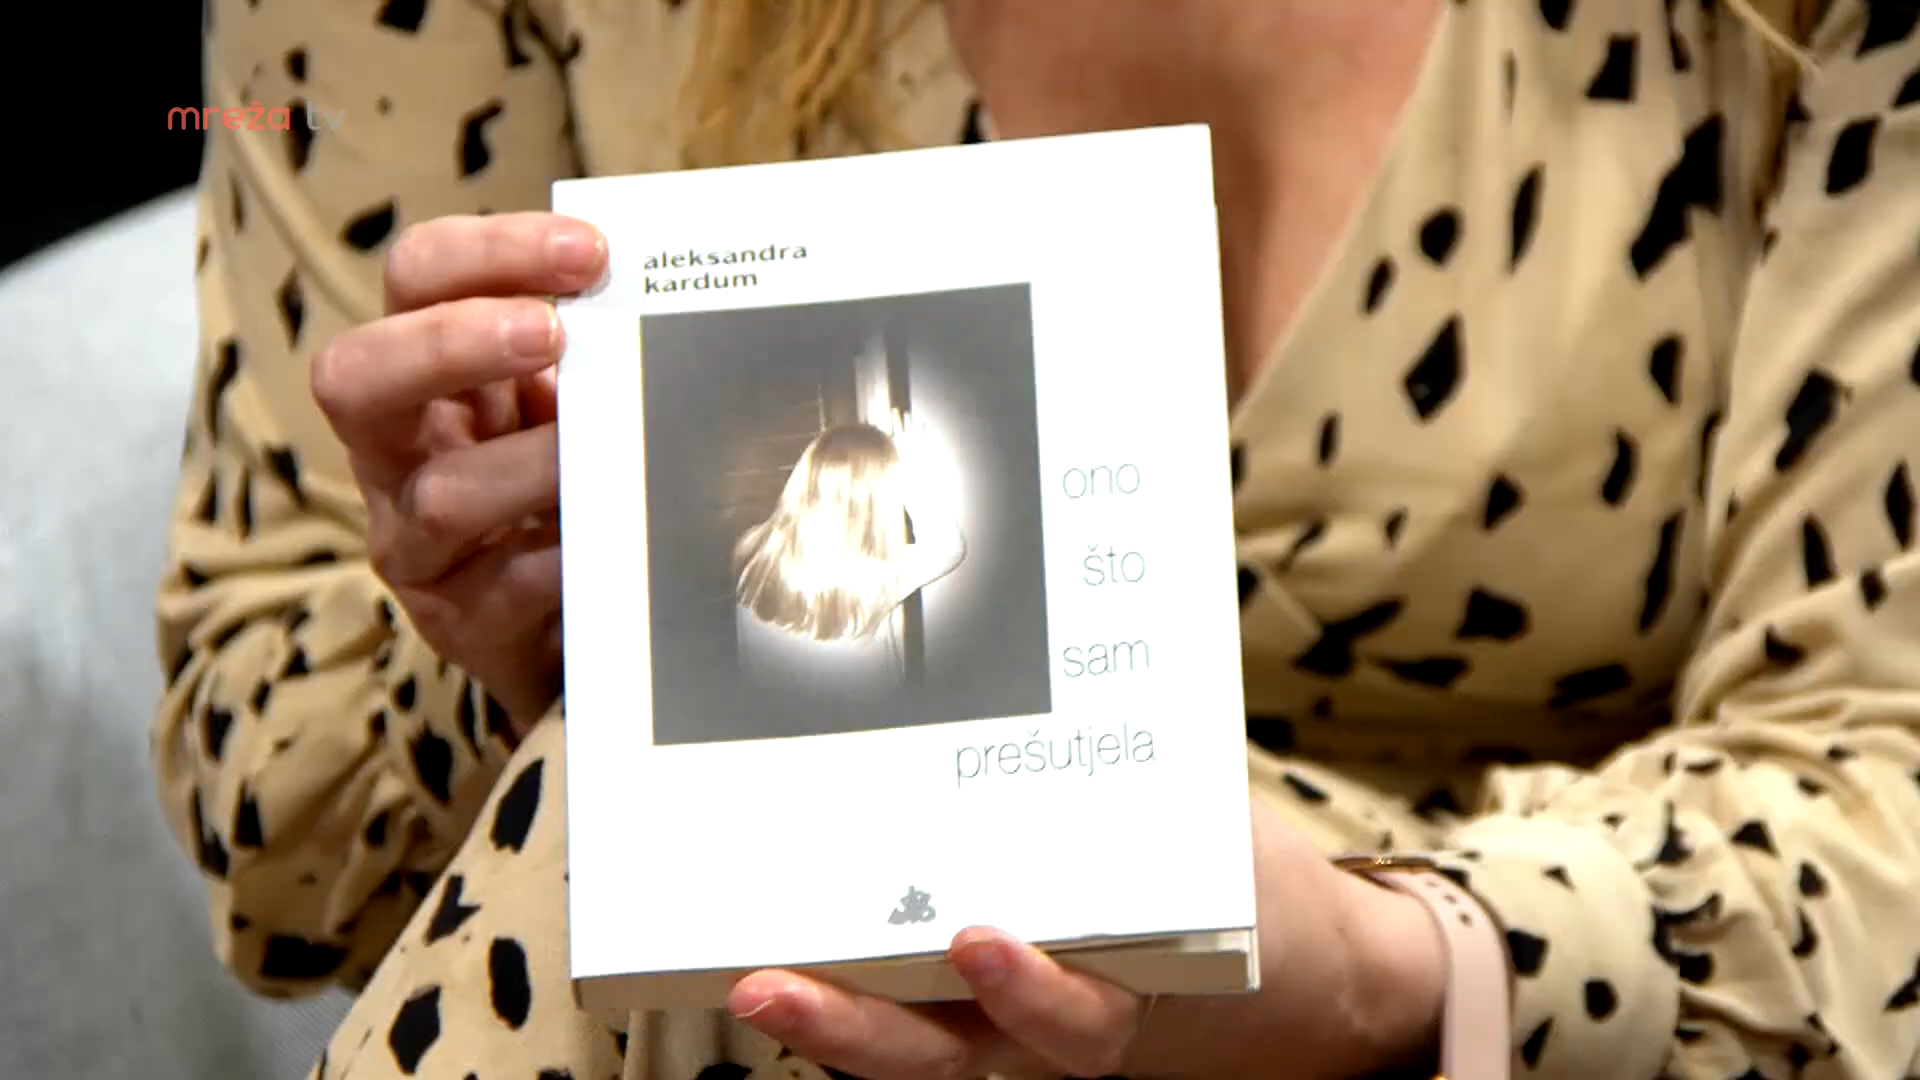 mreža tv
aleksandra
kardum
ono
što
sam
prešutjela